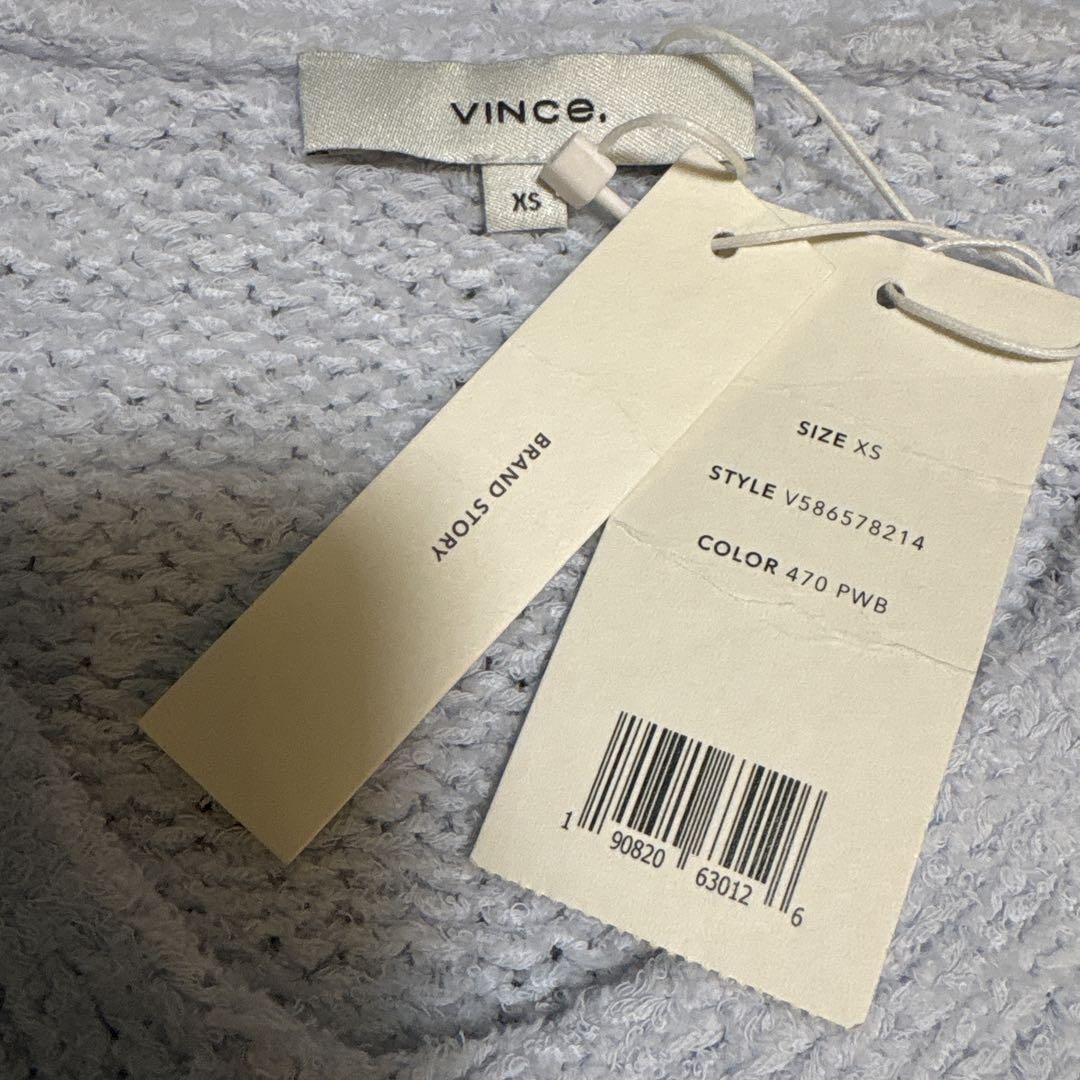 VINCe.
XS
BRAND STORY
SIZE XS
STYLE V586578214
COLOR 470 PWB
1 90820 63012 6